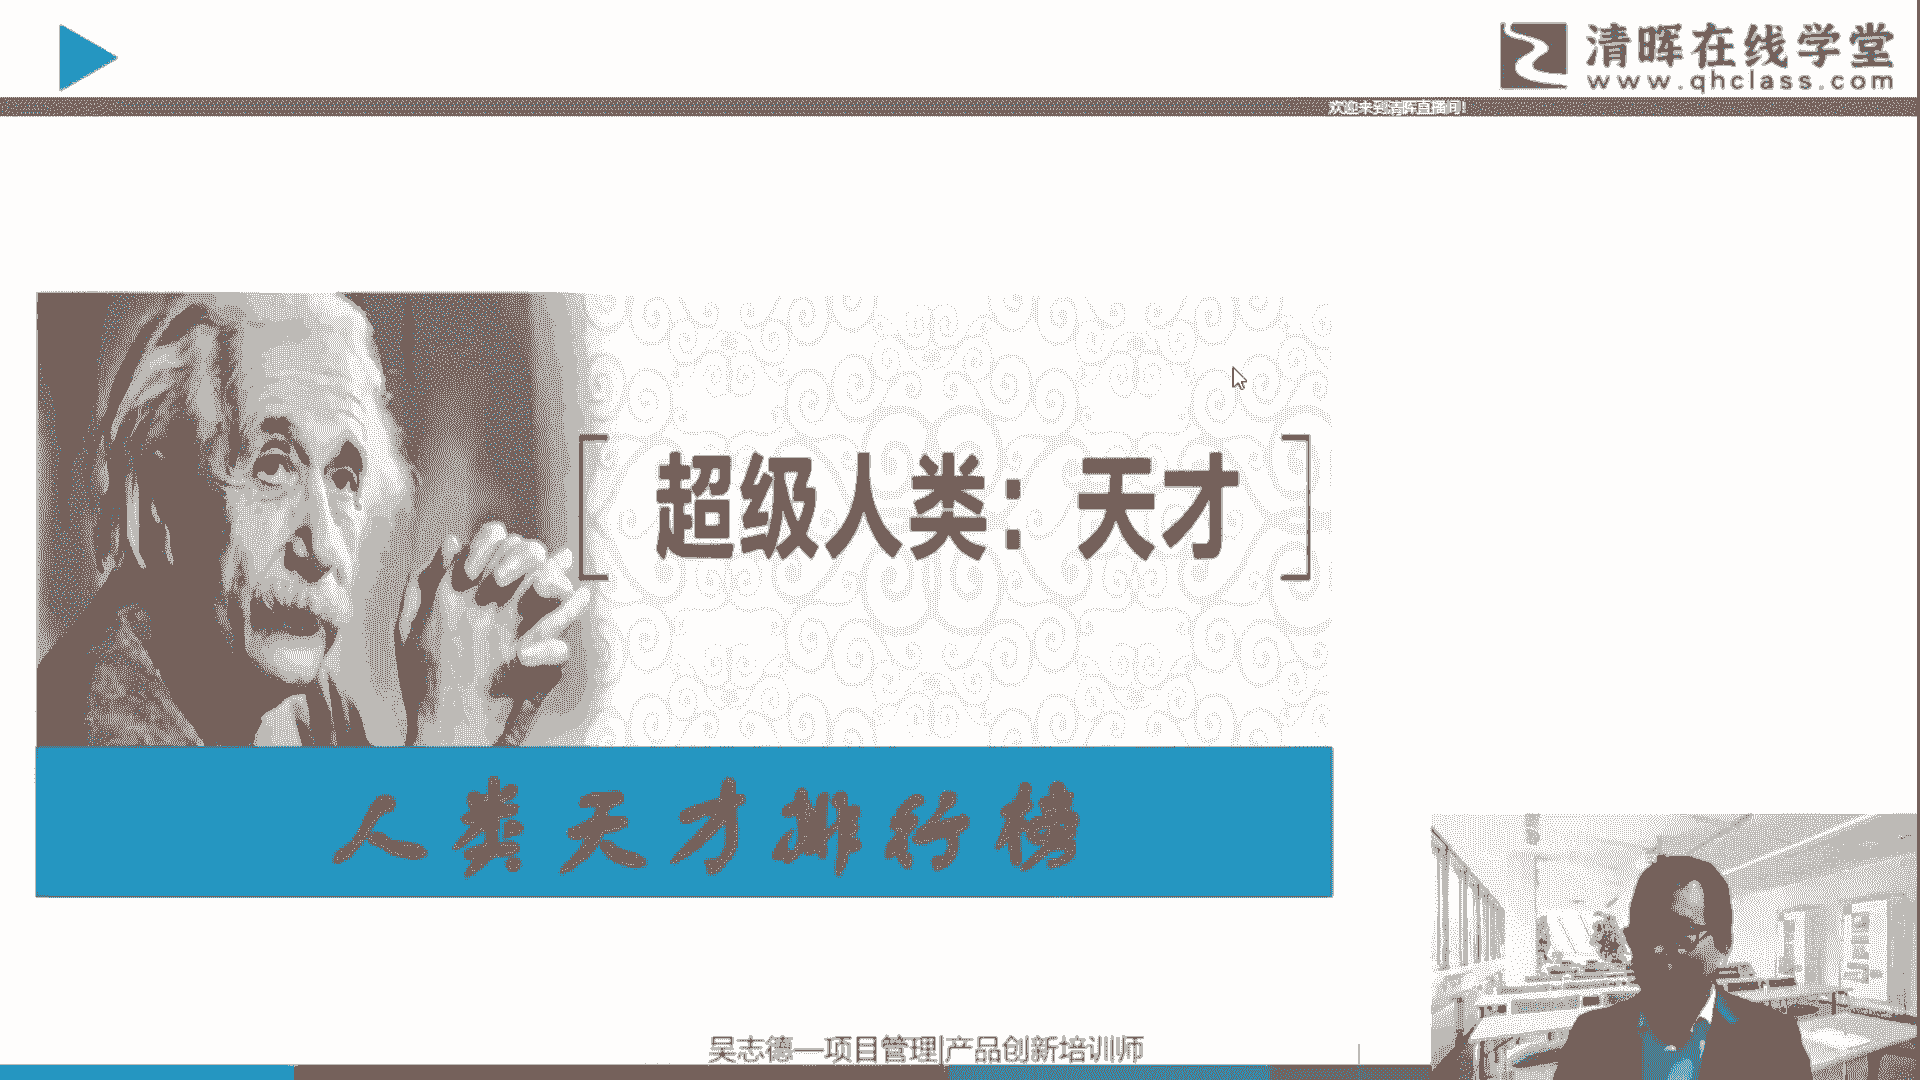 清晖在线学堂
www.qhclass.com
欢迎来到清晖直播间!
超级人类：天才
人类天才排行榜
吴志德—项目管理|产品创新培训师